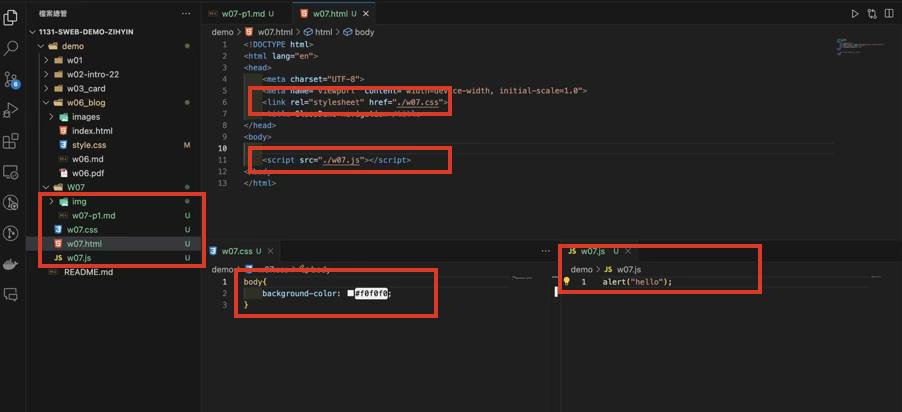 檔案總管
1131-SWEB-DEMO-ZIHYIN
demo
w01
w02-intro-22
w03_card
w06_blog
images
index.html
style.css M
w06.md
w06.pdf
W07
img
w07-p1.md U
w07.css U
w07.html U
w07.js U
README.md
6
w07-p1.md U
w07.html U
demo > w07.html > html > body
1 <!DOCTYPE html>
2 <html lang="en">
3 <head>
4 <meta charset="UTF-8">
5 <meta name="viewport" content="width=device-width, initial-scale=1.0">
6 <link rel="stylesheet" href="./w07.css">
7
8 </head>
9 <body>
10
11 <script src="./w07.js"></script>
12
13 </html>
w07.css U
demo > w07.css > body
1 body{
2 background-color: #f0f0f0;
3 }
w07.js U
demo > w07.js
1 alert("hello");